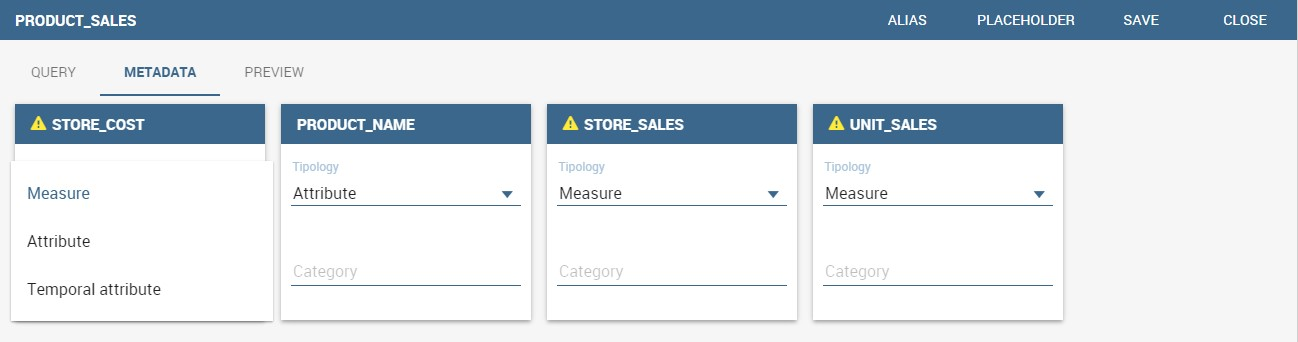 PRODUCT_SALES ALIAS PLACEHOLDER SAVE CLOSE
QUERY METADATA PREVIEW
STORE_COST PRODUCT_NAME STORE_SALES UNIT_SALES
Tipology Tipology Tipology
Measure Attribute Measure Measure
Attribute
Category Category Category
Temporal attribute